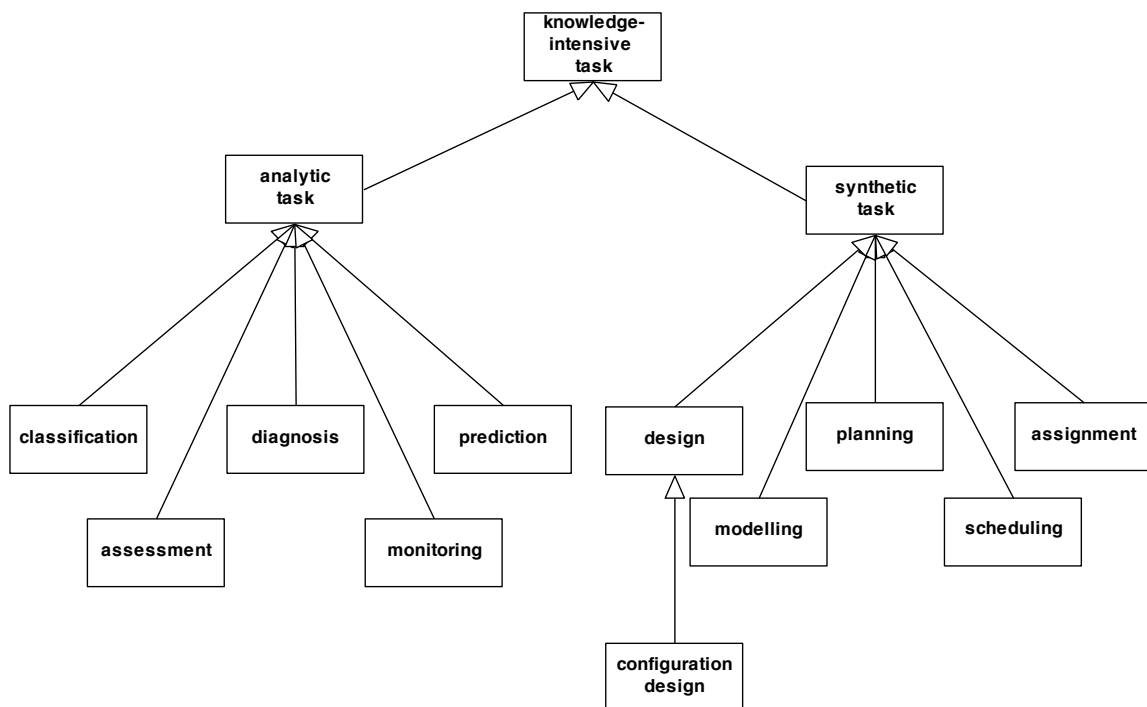 knowledge-
intensive
task
analytic
task
synthetic
task
classification
diagnosis
prediction
design
planning
assignment
assessment
monitoring
modelling
scheduling
configuration
design